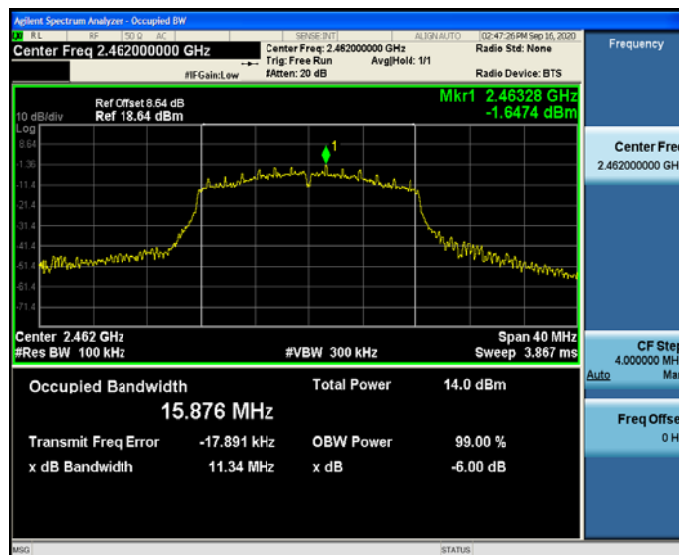 Agilent Spectrum Analyzer - Occupied BW
LXI RL RF 50 Ω AC SENSE:INT ALIGNAUTO 02:47:26 PM Sep 16, 2020
Center Freq 2.462000000 GHz
Center Freq: 2.462000000 GHz Radio Std: None
Trig: Free Run Avg|Hold: 1/1
#IFGain:Low #Atten: 20 dB Radio Device: BTS
Frequency
Ref Offset 8.64 dB
10 dB/div Ref 18.64 dBm
Mkr1 2.46328 GHz
-1.6474 dBm
Log
8.64
-1.36
-11.4
-21.4
-31.4
-41.4
-61.4
-71.4
1
Center 2.462 GHz Span 40 MHz
#Res BW 100 kHz #VBW 300 kHz Sweep 3.867 ms
Occupied Bandwidth Total Power 14.0 dBm
15.876 MHz
Transmit Freq Error -17.891 kHz OBW Power 99.00 %
x dB Bandwidth 11.34 MHz x dB -6.00 dB
Center Fre
2.462000000 GH
CF Step
4.000000 MH
Auto Ma
Freq Offse
0 H
MSG STATUS